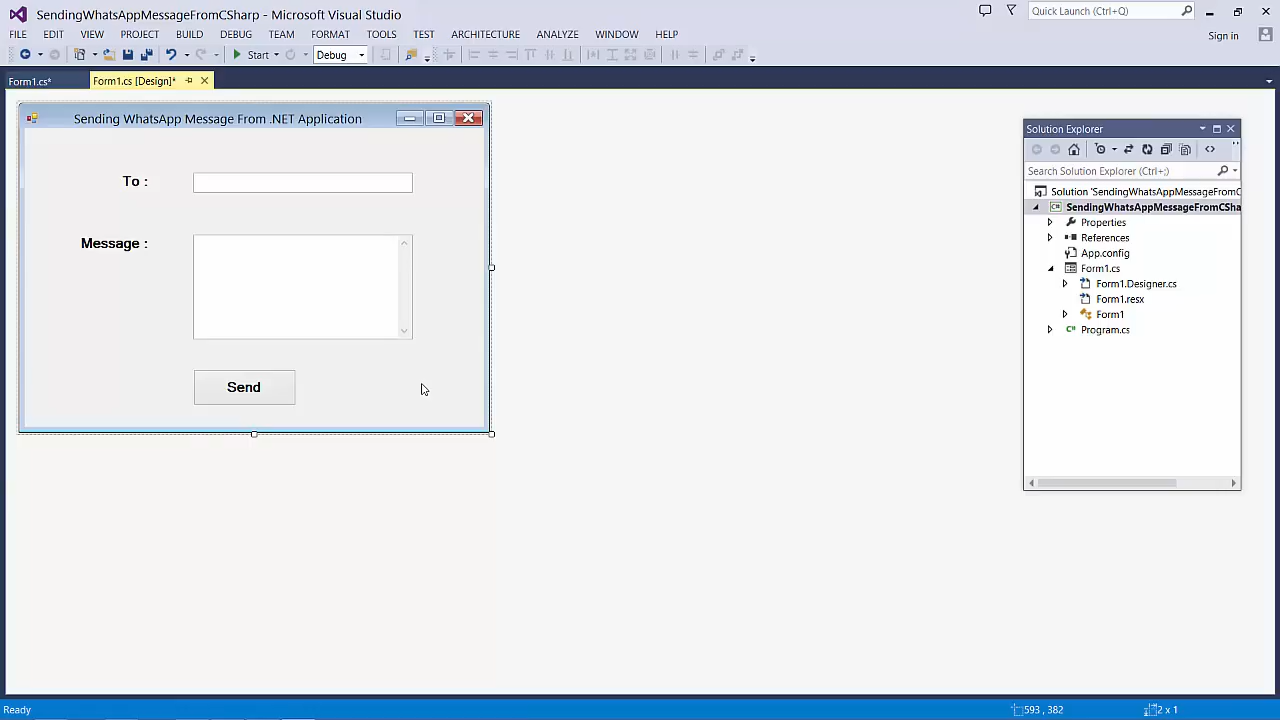 SendingWhatsAppMessageFromCSharp - Microsoft Visual Studio
Quick Launch (Ctrl+Q)
FILE EDIT VIEW PROJECT BUILD DEBUG TEAM FORMAT TOOLS TEST ARCHITECTURE ANALYZE WINDOW HELP
Sign in
Start Debug
Form1.cs* Form1.cs [Design]*
Sending WhatsApp Message From .NET Application
To :
Message :
Send
Solution Explorer
Search Solution Explorer (Ctrl+;)
Solution 'SendingWhatsAppMessageFromC
SendingWhatsAppMessageFromCSha
Properties
References
App.config
Form1.cs
Form1.Designer.cs
Form1.resx
Form1
Program.cs
Ready
593 , 382
2 x 1